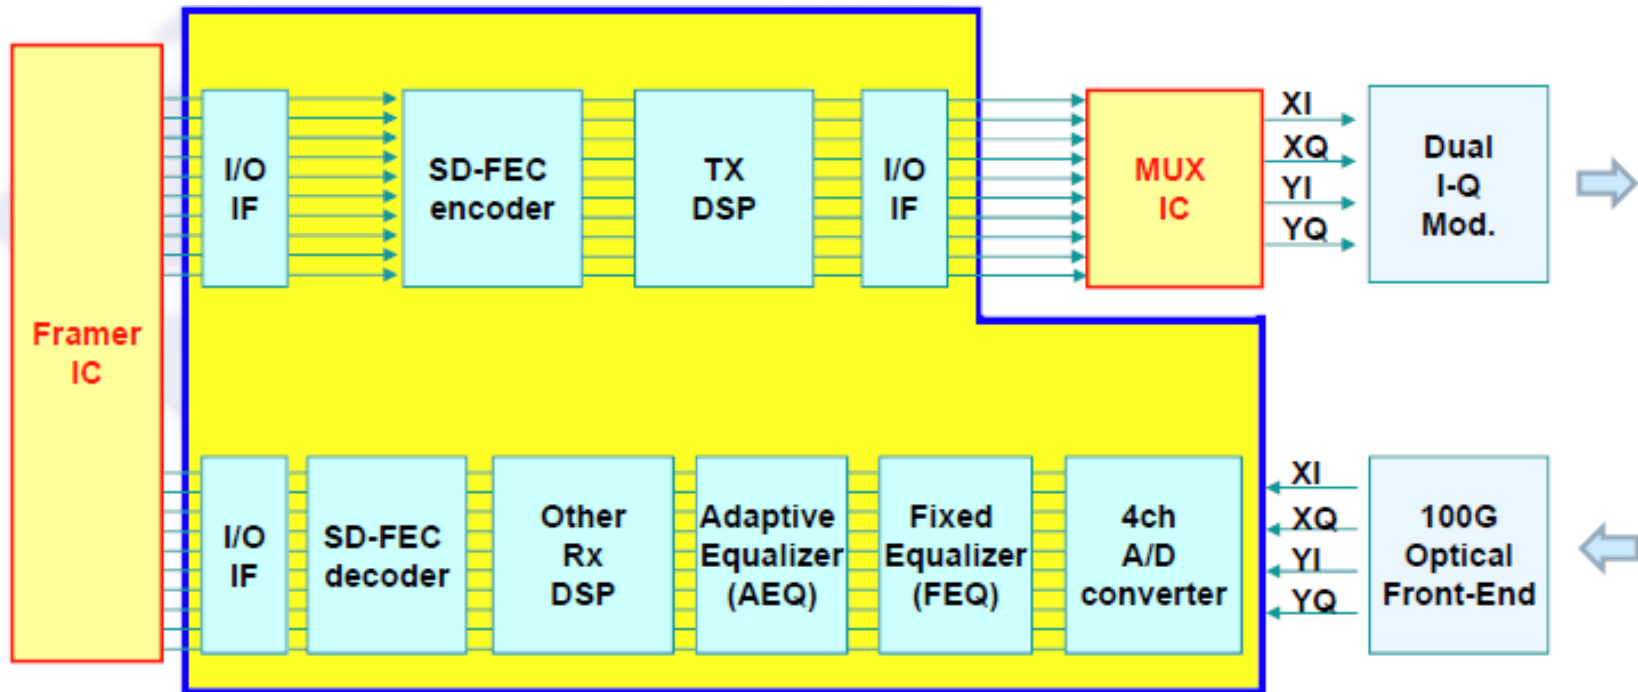 Framer
IC
I/O
IF
SD-FEC
encoder
TX
DSP
I/O
IF
MUX
IC
XI
XQ
YI
YQ
Dual
I-Q
Mod.
I/O
IF
SD-FEC
decoder
Other
Rx
DSP
Adaptive
Equalizer
(AEQ)
Fixed
Equalizer
(FEQ)
4ch
A/D
converter
XI
XQ
YI
YQ
100G
Optical
Front-End